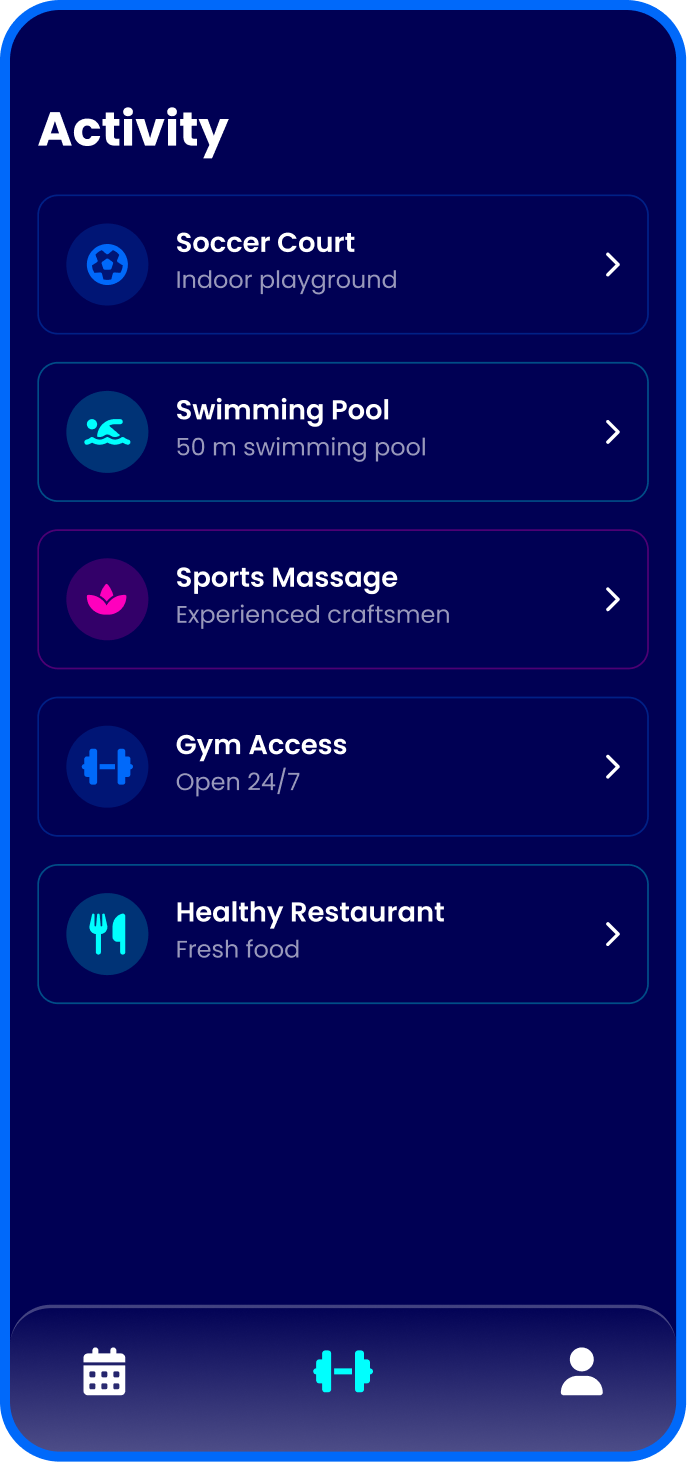 Activity
Soccer Court
Indoor playground
Swimming Pool
50 m swimming pool
Sports Massage
Experienced craftsmen
Gym Access
Open 24/7
Healthy Restaurant
Fresh food